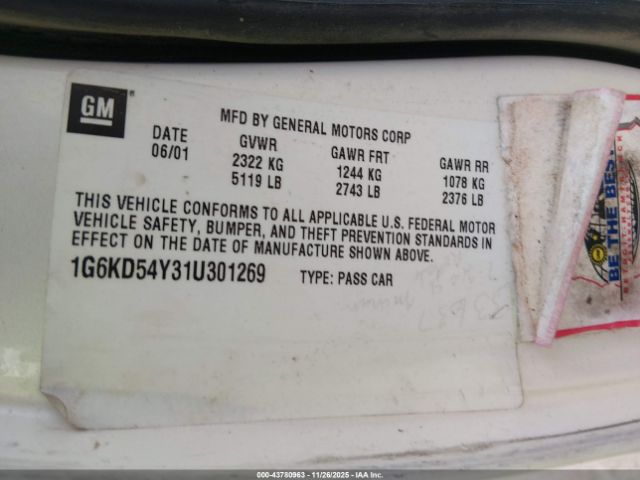 GM
MFD BY GENERAL MOTORS CORP
DATE GVWR GAWR FRT GAWR RR
06/01 2322 KG 1244 KG 1078 KG
5119 LB 2743 LB 2376 LB
THIS VEHICLE CONFORMS TO ALL APPLICABLE U.S. FEDERAL MOTOR
VEHICLE SAFETY, BUMPER, AND THEFT PREVENTION STANDARDS IN
EFFECT ON THE DATE OF MANUFACTURE SHOWN ABOVE.
1G6KD54Y31U301269 TYPE: PASS CAR
BE THE BEST
000-43780963 - 11/26/2025 - IAAI.COM